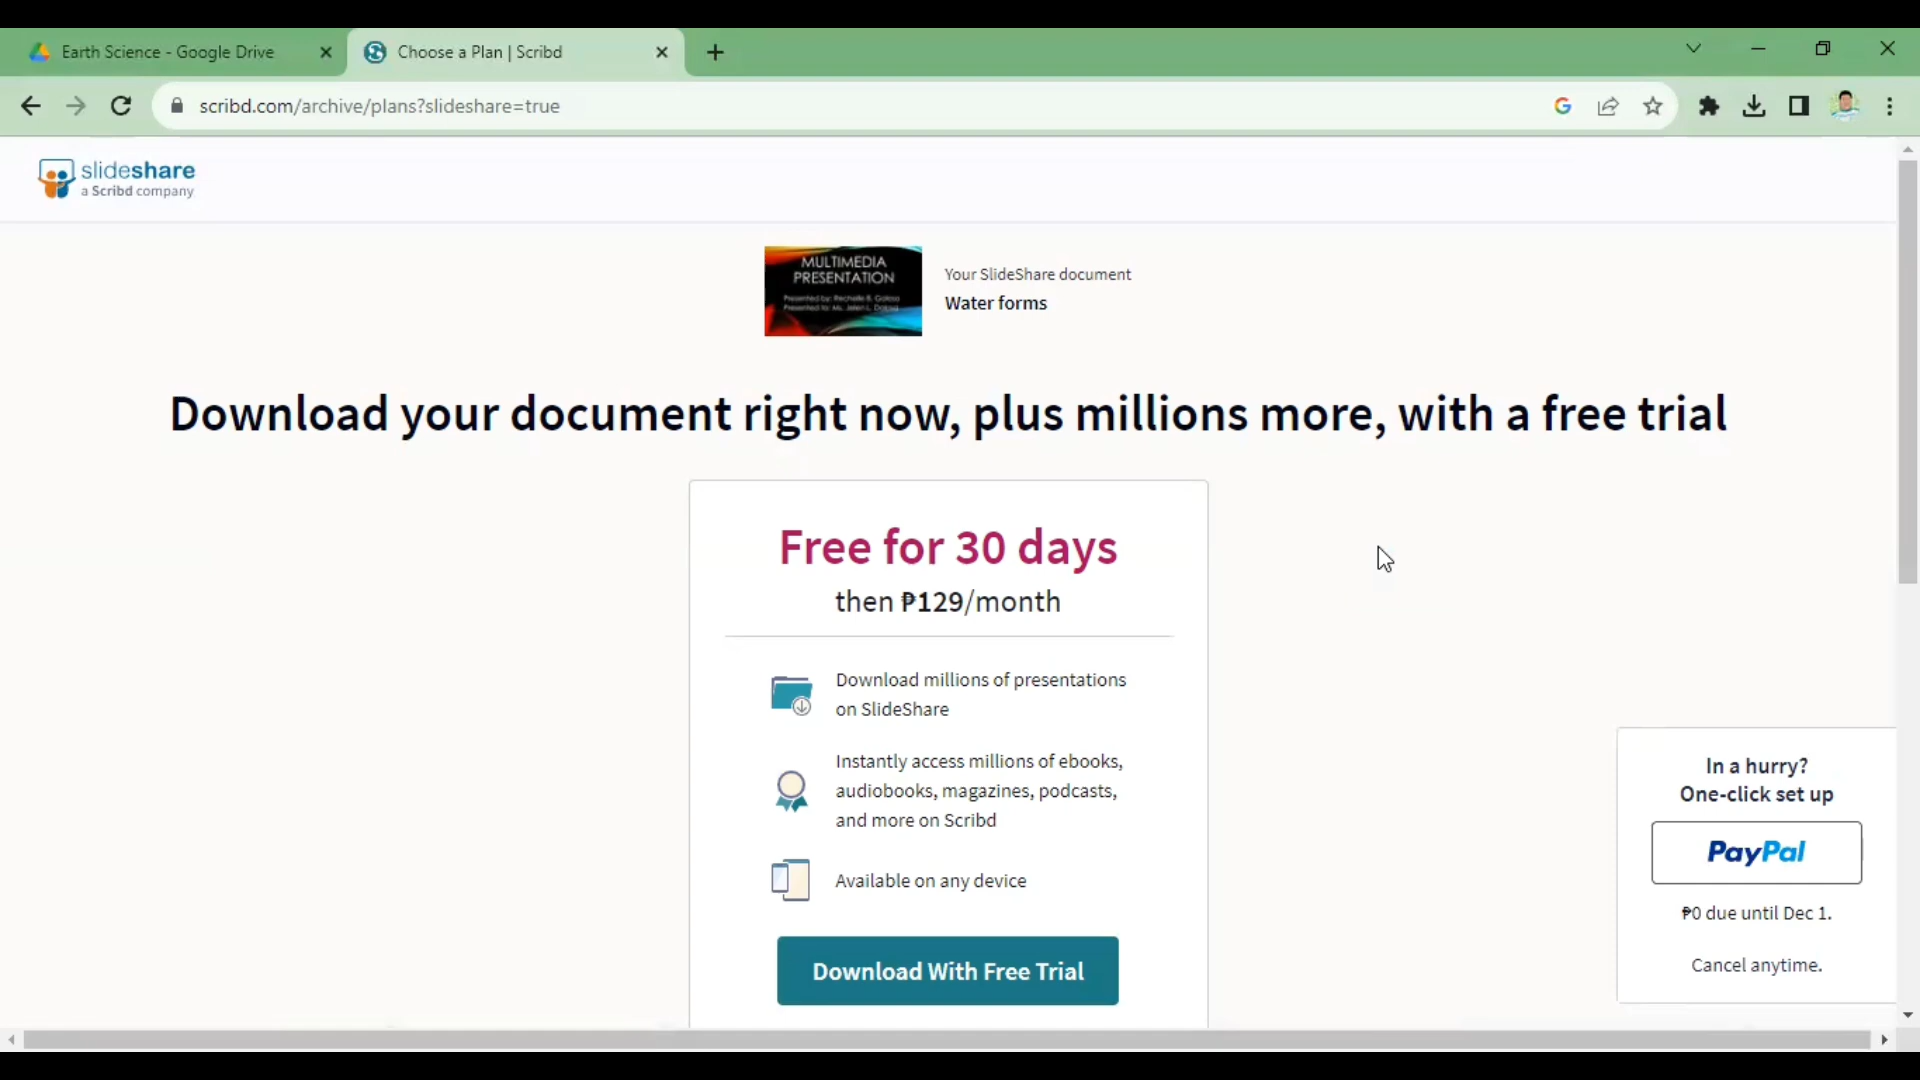 Earth Science - Google Drive
Choose a Plan | Scribd
scribd.com/archive/plans?slideshare=true
slideshare
a Scribd company
MULTIMEDIA
PRESENTATION
Your SlideShare document
Water forms
Download your document right now, plus millions more, with a free trial
Free for 30 days
then ₱129/month
Download millions of presentations
on SlideShare
Instantly access millions of ebooks,
audiobooks, magazines, podcasts,
and more on Scribd
Available on any device
Download With Free Trial
In a hurry?
One-click set up
PayPal
₱0 due until Dec 1.
Cancel anytime.